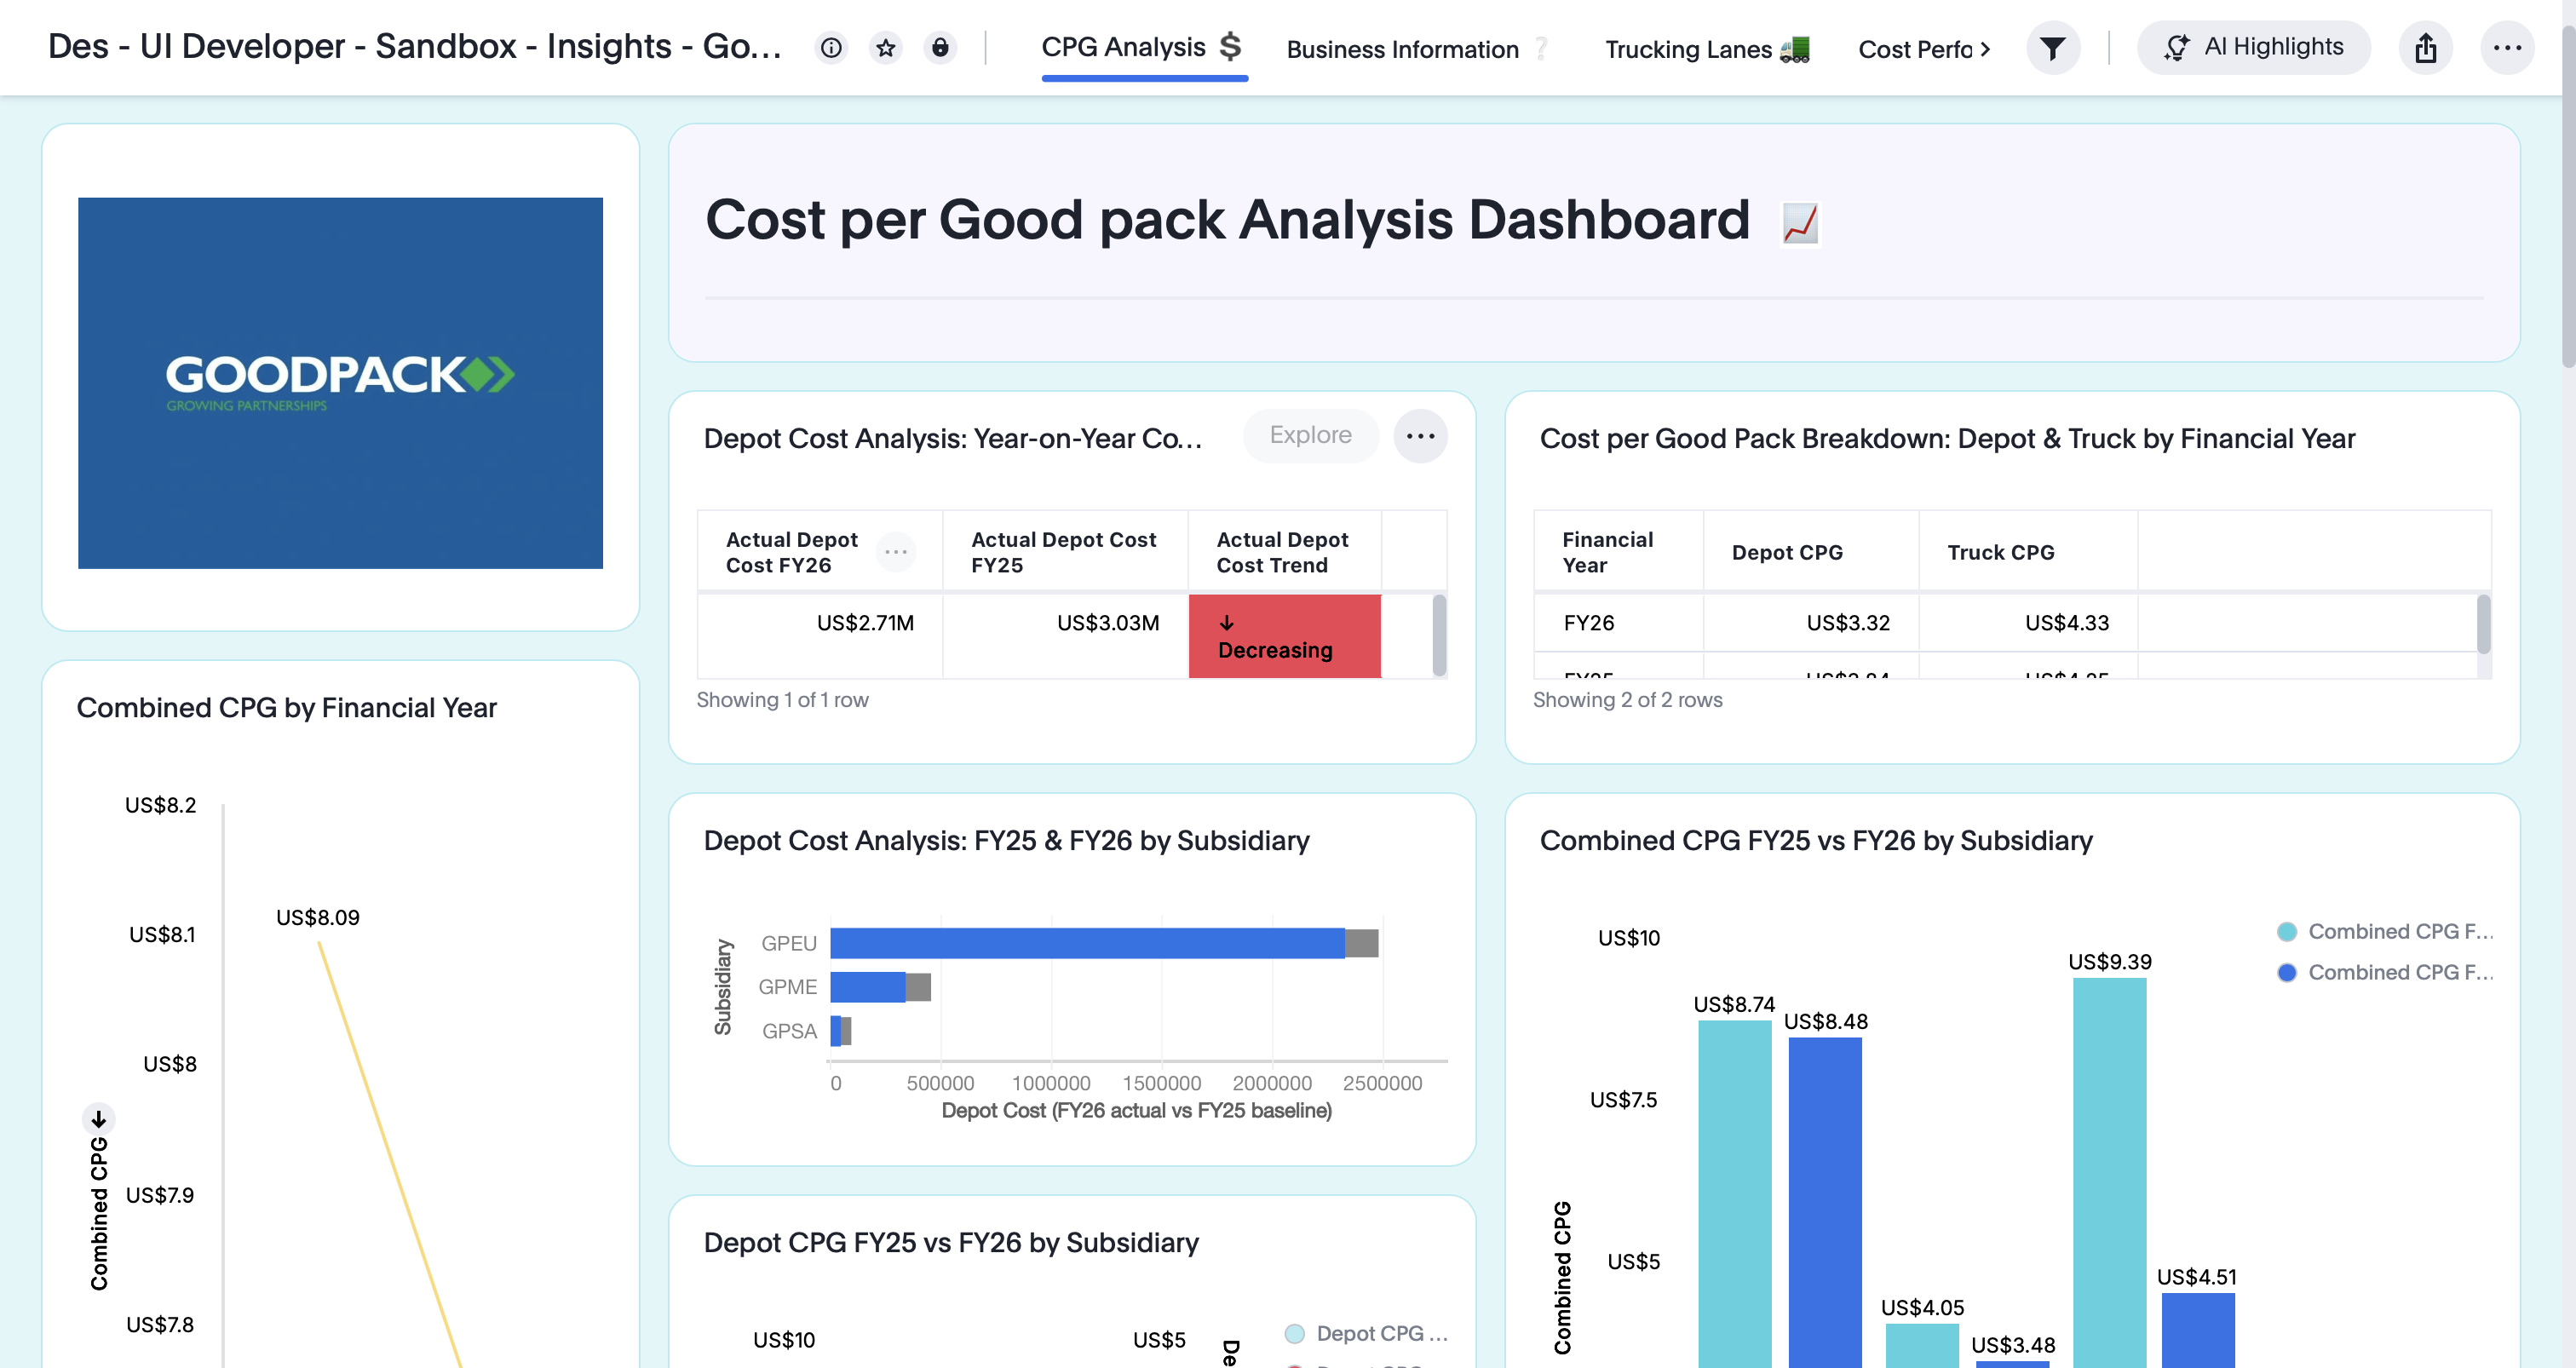 Des - UI Developer - Sandbox - Insights - Go...
CPG Analysis $
Business Information ?
Trucking Lanes
Cost Perfo
AI Highlights
GOODPACK
GROWING PARTNERSHIPS
Cost per Good pack Analysis Dashboard
Depot Cost Analysis: Year-on-Year Co...
Explore
Actual Depot Cost FY26
Actual Depot Cost FY25
Actual Depot Cost Trend
US$2.71M
US$3.03M
↓ Decreasing
Showing 1 of 1 row
Cost per Good Pack Breakdown: Depot & Truck by Financial Year
Financial Year
Depot CPG
Truck CPG
FY26
US$3.32
US$4.33
Showing 2 of 2 rows
Combined CPG by Financial Year
US$8.2
US$8.1
US$8
US$7.9
US$7.8
US$8.09
Combined CPG
Depot Cost Analysis: FY25 & FY26 by Subsidiary
Subsidiary
GPEU
GPME
GPSA
0
500000
1000000
1500000
2000000
2500000
Depot Cost (FY26 actual vs FY25 baseline)
Combined CPG FY25 vs FY26 by Subsidiary
US$10
US$7.5
US$5
Combined CPG
US$8.74
US$8.48
US$4.05
US$3.48
US$9.39
US$4.51
Combined CPG F...
Combined CPG F...
Depot CPG FY25 vs FY26 by Subsidiary
US$10
US$5
De
Depot CPG ...